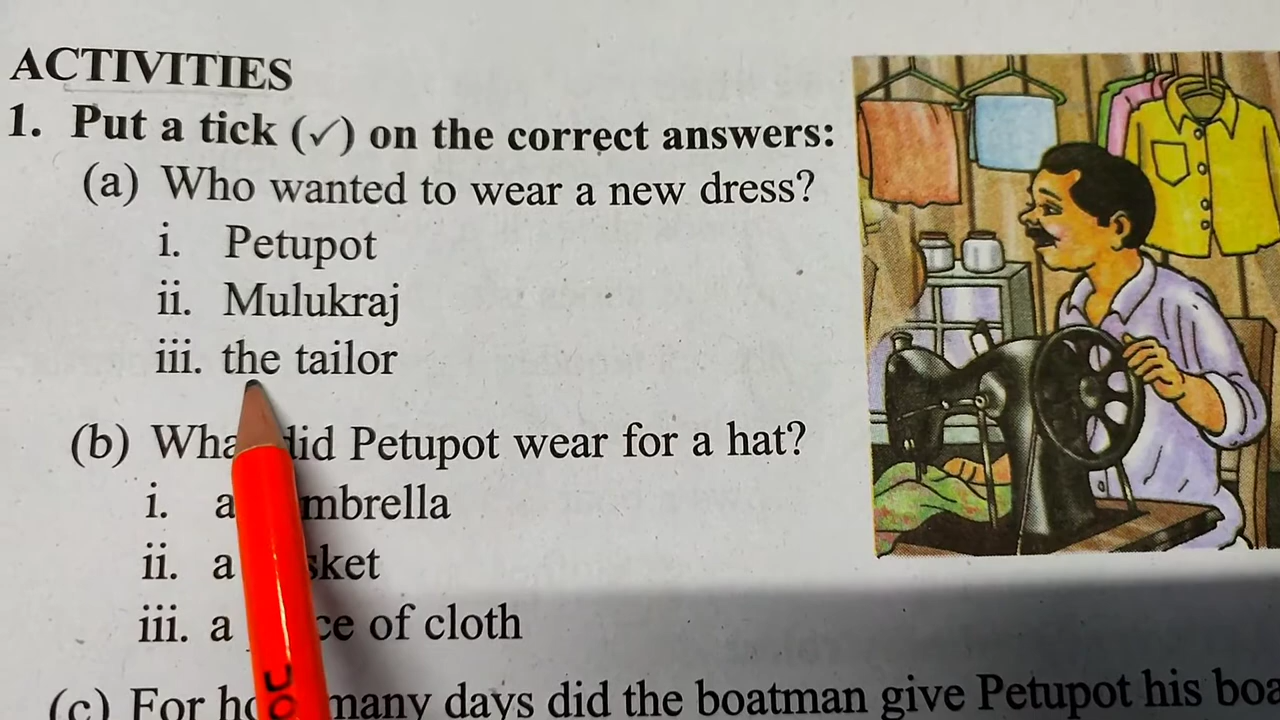 ACTIVITIES
1. Put a tick (✓) on the correct answers:
(a) Who wanted to wear a new dress?
i. Petupot
ii. Mulukraj
iii. the tailor
(b) did Petupot wear for a hat?
i.
ii. a
iii. a of cloth
(c) For many days did the boatman give Petupot his